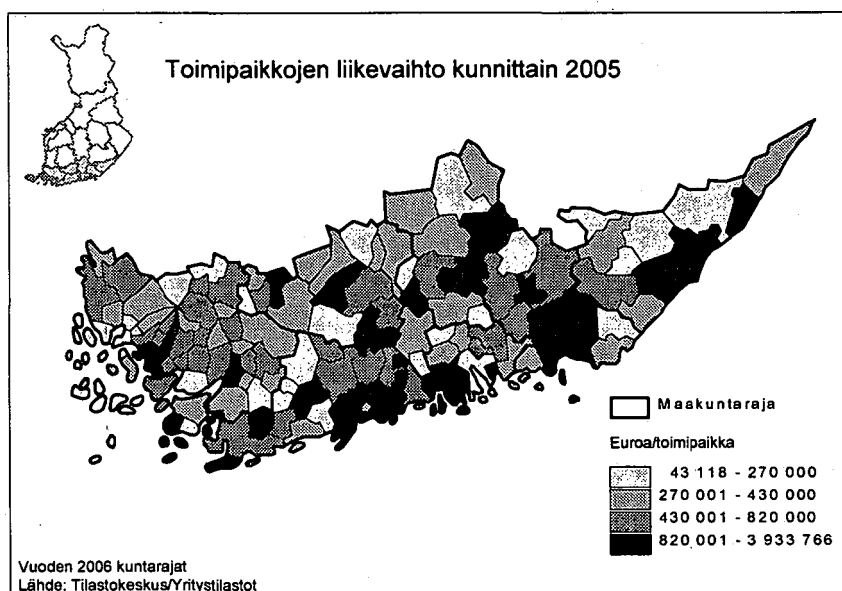 Toimipaikkojen liikevaihto kunnittain 2005
Maakuntaraja
Euroa/toimipaikka
43 118 - 270 000
270 001 - 430 000
430 001 - 820 000
820 001 - 3 933 766
Vuoden 2006 kuntarajat
Lähde: Tilastokeskus/Yritystilastot